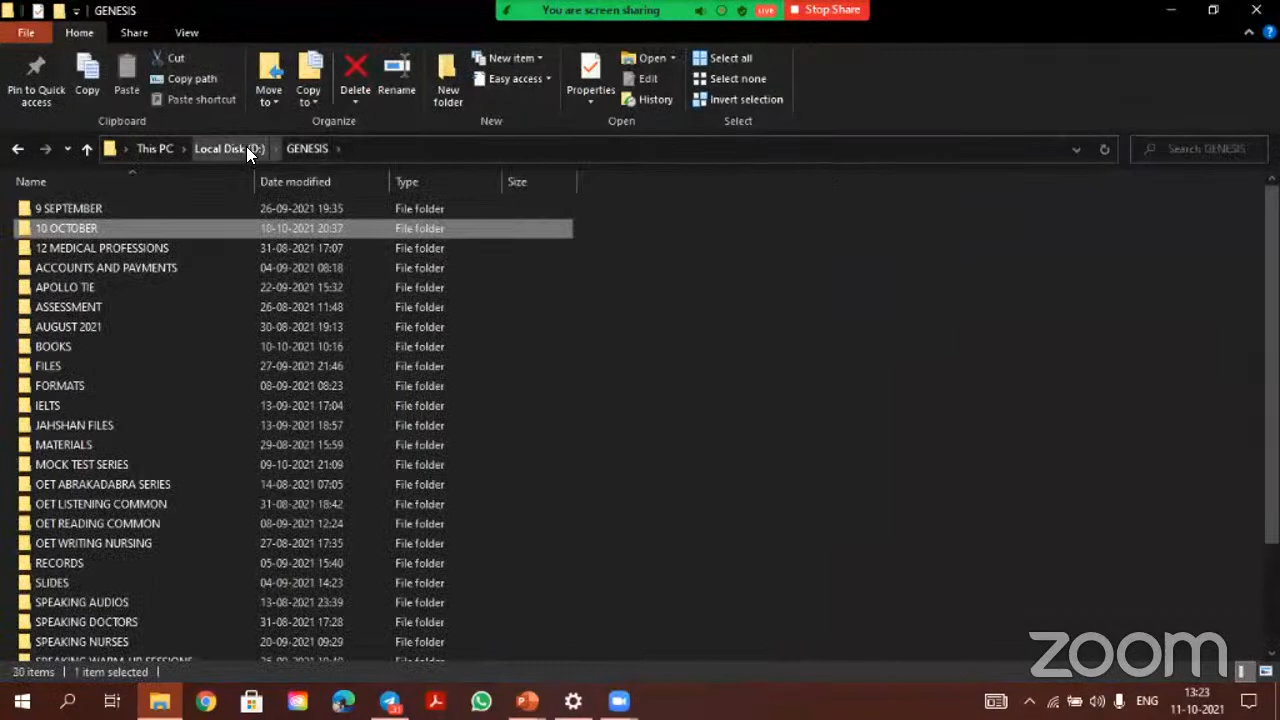 GENESIS
You are screen sharing LIVE Stop Share
File Home Share View
Pin to Quick access
Copy
Paste
Cut
Copy path
Paste shortcut
Move to
Copy to
Delete
Rename
New folder
New item
Easy access
Properties
Open
Edit
History
Select all
Select none
Invert selection
Clipboard Organize New Open Select
This PC Local Disk (D:) GENESIS Search GENESIS
Name Date modified Type Size
9 SEPTEMBER 26-09-2021 19:35 File folder
10 OCTOBER 10-10-2021 20:37 File folder
12 MEDICAL PROFESSIONS 31-08-2021 17:07 File folder
ACCOUNTS AND PAYMENTS 04-09-2021 08:18 File folder
APOLLO TIE 22-09-2021 15:32 File folder
ASSESSMENT 26-08-2021 11:48 File folder
AUGUST 2021 30-08-2021 19:13 File folder
BOOKS 10-10-2021 10:16 File folder
FILES 27-09-2021 21:46 File folder
FORMATS 08-09-2021 08:23 File folder
IELTS 13-09-2021 17:04 File folder
JAHSHAN FILES 13-09-2021 18:57 File folder
MATERIALS 29-08-2021 15:59 File folder
MOCK TEST SERIES 09-10-2021 21:09 File folder
OET ABRAKADABRA SERIES 14-08-2021 07:05 File folder
OET LISTENING COMMON 31-08-2021 18:42 File folder
OET READING COMMON 08-09-2021 12:24 File folder
OET WRITING NURSING 27-08-2021 17:35 File folder
RECORDS 05-09-2021 15:40 File folder
SLIDES 04-09-2021 14:23 File folder
SPEAKING AUDIOS 13-08-2021 23:39 File folder
SPEAKING DOCTORS 31-08-2021 17:28 File folder
SPEAKING NURSES 20-09-2021 09:29 File folder
SPEAKING WARM-UP SESSIONS
30 items 1 item selected
zoom
ENG 13:23
11-10-2021